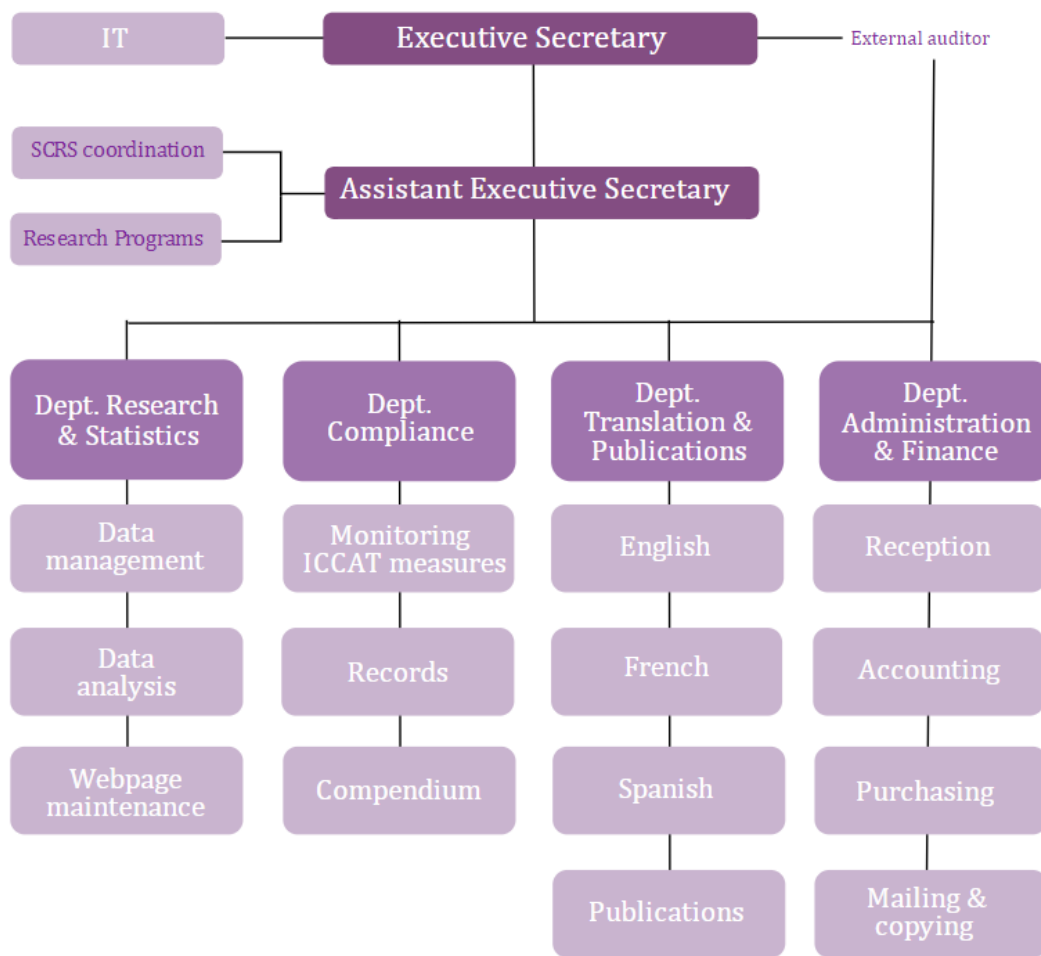 IT
Executive Secretary
External auditor
SCRS coordination
Assistant Executive Secretary
Research Programs
Dept. Research
& Statistics
Dept.
Compliance
Dept.
Translation &
Publications
Dept.
Administration
& Finance
Data
management
Monitoring
ICCAT measures
English
Reception
Data
analysis
Records
French
Accounting
Webpage
maintenance
Compendium
Spanish
Purchasing
Publications
Mailing &
copying